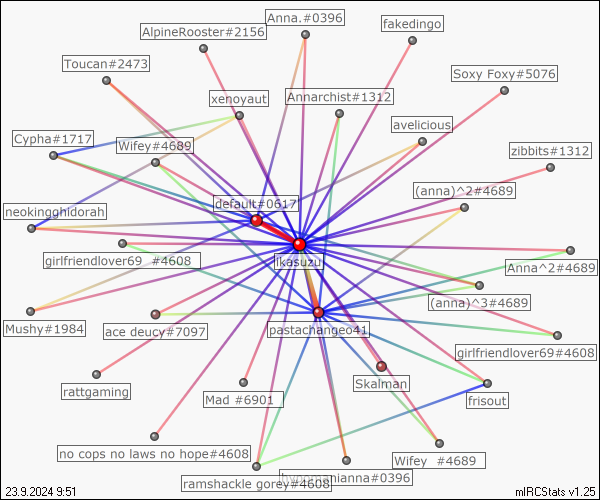 Anna.#0396
fakedingo
AlpineRooster#2156
Toucan#2473
Soxy Foxy#5076
xenoyaut
Annarchist#1312
avelicious
Cypha#1717
Wifey#4689
zibbits#1312
(anna)^2#4689
default#0617
neokingghidorah
girlfriendlover69 #4608
ikasuzu
Anna^2#4689
(anna)^3#4689
Mushy#1984
ace deucy#7097
pastachangeo41
girlfriendlover69#4608
Skalman
rattgaming
Mad #6901
frisout
no cops no laws no hope#4608
Wifey #4689
ramshackle gorey#4608
hypnomanianna#0396
23.9.2024 9:51
mIRCStats v1.25